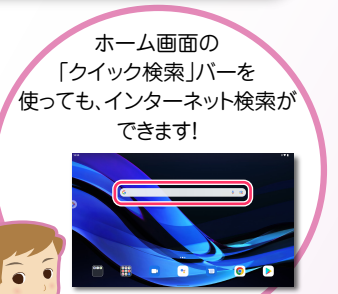 ホーム画面の
「クイック検索」バーを
使っても、インターネット検索が
できます!